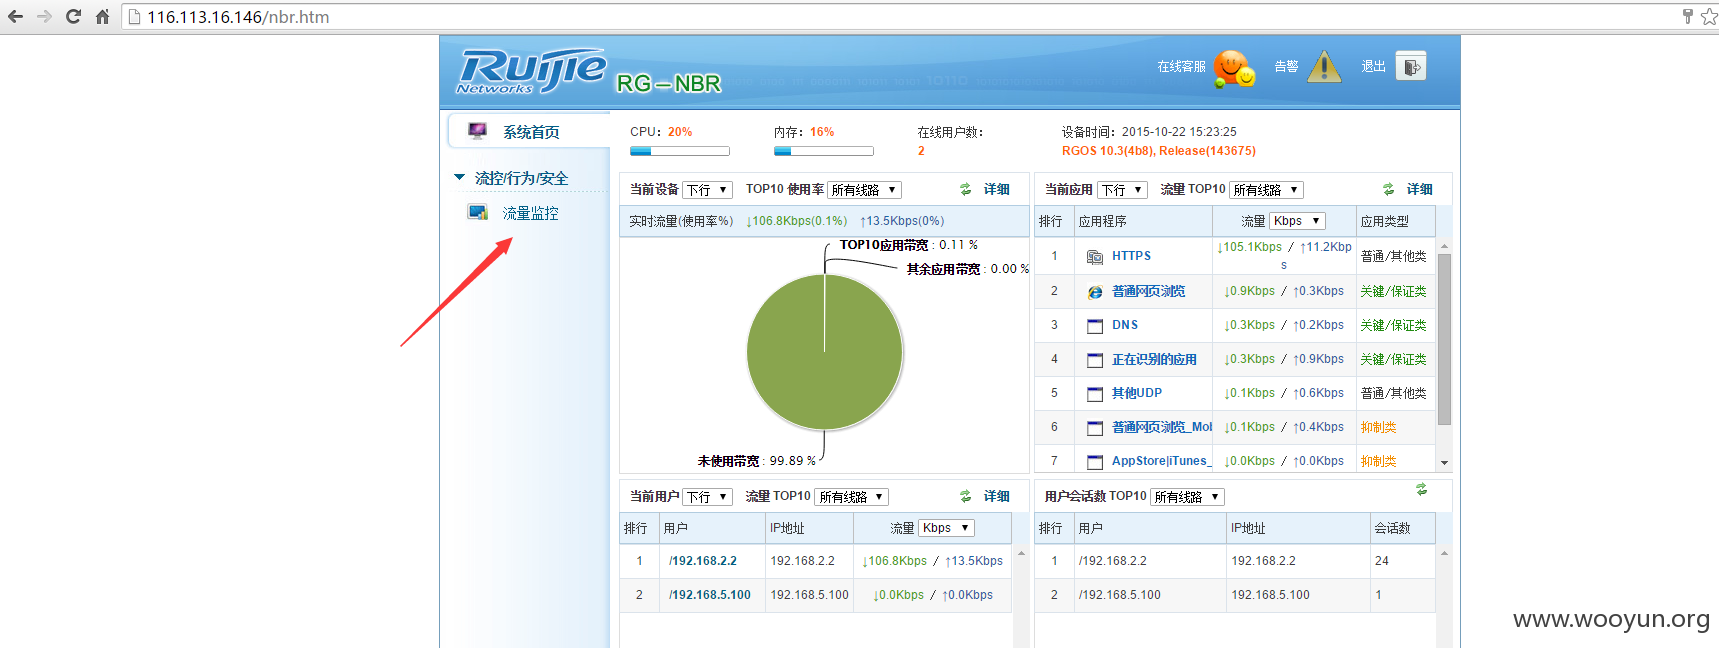 116.113.16.146/nbr.htm
Ruijie
Networks
RG-NBR
在线客服
告警
退出
系统首页
流控/行为/安全
流量监控
CPU：20%
内存：16%
在线用户数：
2
设备时间：2015-10-22 15:23:25
RGOS 10.3(4b8), Release(143675)
当前设备 下行 TOP10 使用率 所有线路 详细
实时流量(使用率%) ↓106.8Kbps(0.1%) ↑13.5Kbps(0%)
TOP10应用带宽 : 0.11 %
其余应用带宽 : 0.00 %
未使用带宽 : 99.89 %
当前应用 下行 流量 TOP10 所有线路 详细
排行 应用程序 流量 Kbps 应用类型
1 HTTPS ↓105.1Kbps / ↑11.2Kbp
s 普通/其他类
2 普通网页浏览 ↓0.9Kbps / ↑0.3Kbps 关键/保证类
3 DNS ↓0.3Kbps / ↑0.2Kbps 关键/保证类
4 正在识别的应用 ↓0.3Kbps / ↑0.9Kbps 关键/保证类
5 其他UDP ↓0.1Kbps / ↑0.6Kbps 普通/其他类
6 普通网页浏览_Mol ↓0.1Kbps / ↑0.4Kbps 抑制类
7 AppStore|iTunes_ ↓0.0Kbps / ↑0.0Kbps 抑制类
当前用户 下行 流量 TOP10 所有线路 详细
排行 用户 IP地址 流量 Kbps
1 /192.168.2.2 192.168.2.2 ↓106.8Kbps / ↑13.5Kbps
2 /192.168.5.100 192.168.5.100 ↓0.0Kbps / ↑0.0Kbps
用户会话数 TOP10 所有线路
排行 用户 IP地址 会话数
1 /192.168.2.2 192.168.2.2 24
2 /192.168.5.100 192.168.5.100 1
www.wooyun.org